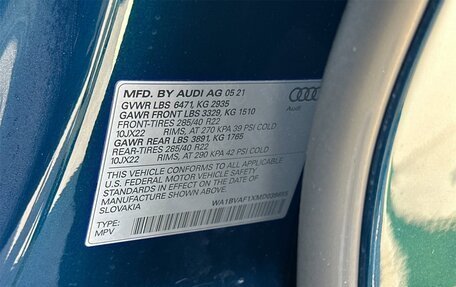 MFD. BY AUDI AG 05 21
GVWR LBS 6471, KG 2935
GAWR FRONT LBS 3329, KG 1510
FRONT-TIRES 285/40 R22
10JX22 RIMS, AT 270 KPA 39 PSI COLD
GAWR REAR LBS 3891, KG 1765
REAR-TIRES 285/40 R22
10JX22 RIMS, AT 290 KPA 42 PSI COLD
THIS VEHICLE CONFORMS TO ALL APPLICABLE
U.S. FEDERAL MOTOR VEHICLE SAFETY
STANDARDS IN EFFECT ON THE DATE OF
MANUFACTURE SHOWN ABOVE.
SLOVAKIA
TYPE:
MPV
Audi